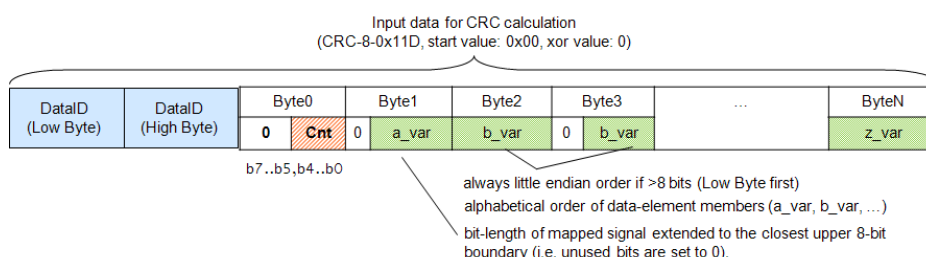 Input data for CRC calculation
(CRC-8-0x11D, start value: 0x00, xor value: 0)
DataID
(Low Byte)
DataID
(High Byte)
Byte0
Byte1
Byte2
Byte3
...
ByteN
0
Cnt
0
a_var
b_var
0
b_var
z_var
b7..b5,b4..b0
always little endian order if >8 bits (Low Byte first)
alphabetical order of data-element members (a_var, b_var, ...)
bit-length of mapped signal extended to the closest upper 8-bit
boundary (i.e. unused bits are set to 0).